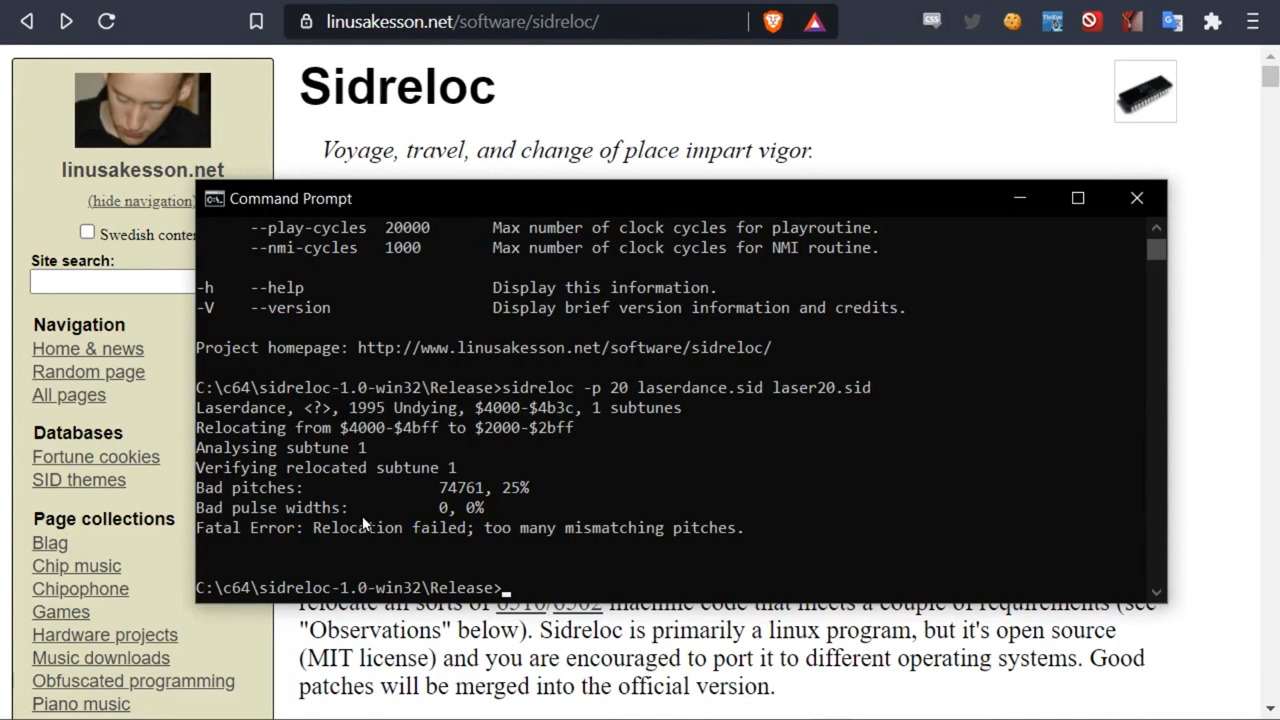 linusakesson.net/software/sidreloc/
CSS
Sidreloc
Voyage, travel, and change of place impart vigor.
linusakesson.net
(hide navigation)
Swedish conter
Site search:
Navigation
Home & news
Random page
All pages
Databases
Fortune cookies
SID themes
Page collections
Blag
Chip music
Chipophone
Games
Hardware projects
Music downloads
Obfuscated programming
Piano music
Command Prompt
--play-cycles 20000 Max number of clock cycles for playroutine.
--nmi-cycles 1000 Max number of clock cycles for NMI routine.
-h --help Display this information.
-V --version Display brief version information and credits.
Project homepage: http://www.linusakesson.net/software/sidreloc/
C:\c64\sidreloc-1.0-win32\Release>sidreloc -p 20 laserdance.sid laser20.sid
Laserdance, <?>, 1995 Undying, $4000-$4b3c, 1 subtunes
Relocating from $4000-$4bff to $2000-$2bff
Analysing subtune 1
Verifying relocated subtune 1
Bad pitches: 74761, 25%
Bad pulse widths: 0, 0%
Fatal Error: Relocation failed; too many mismatching pitches.
C:\c64\sidreloc-1.0-win32\Release>
relocate all sorts of 6510/6502 machine code that meets a couple of requirements (see
"Observations" below). Sidreloc is primarily a linux program, but it's open source
(MIT license) and you are encouraged to port it to different operating systems. Good
patches will be merged into the official version.